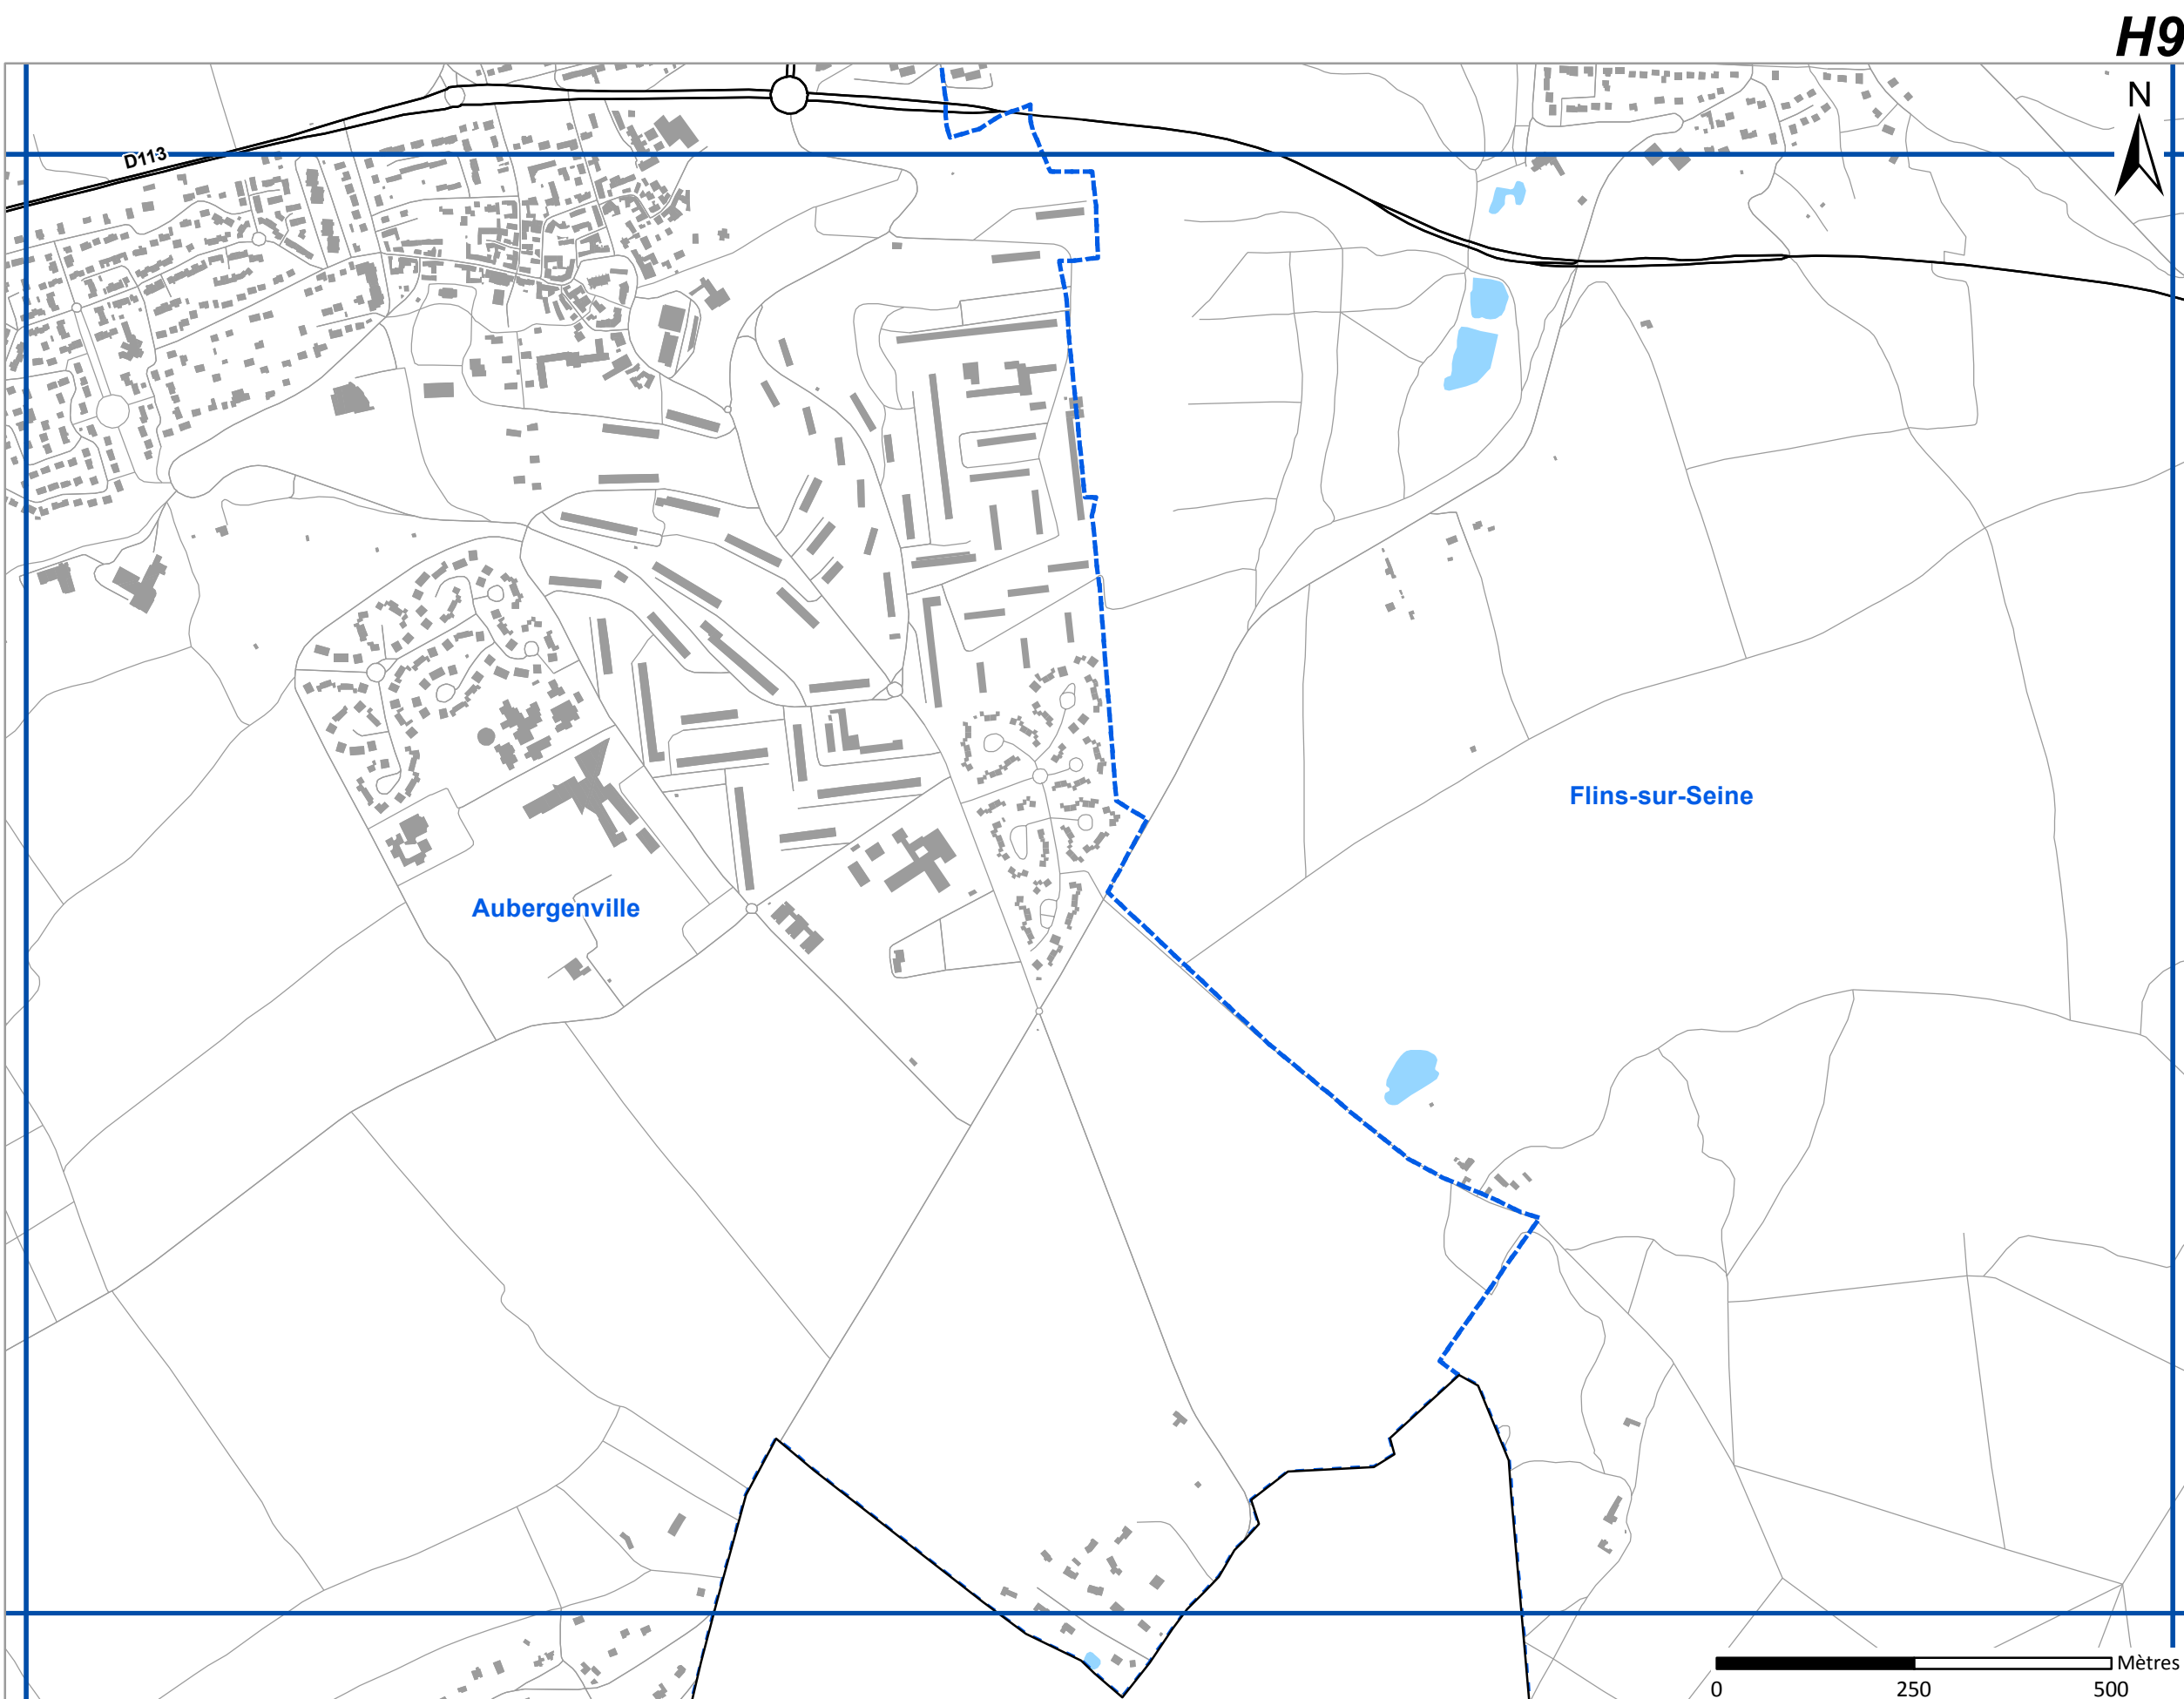 H9
N
D113
Flins-sur-Seine
Aubergenville
Mètres
0 250 500